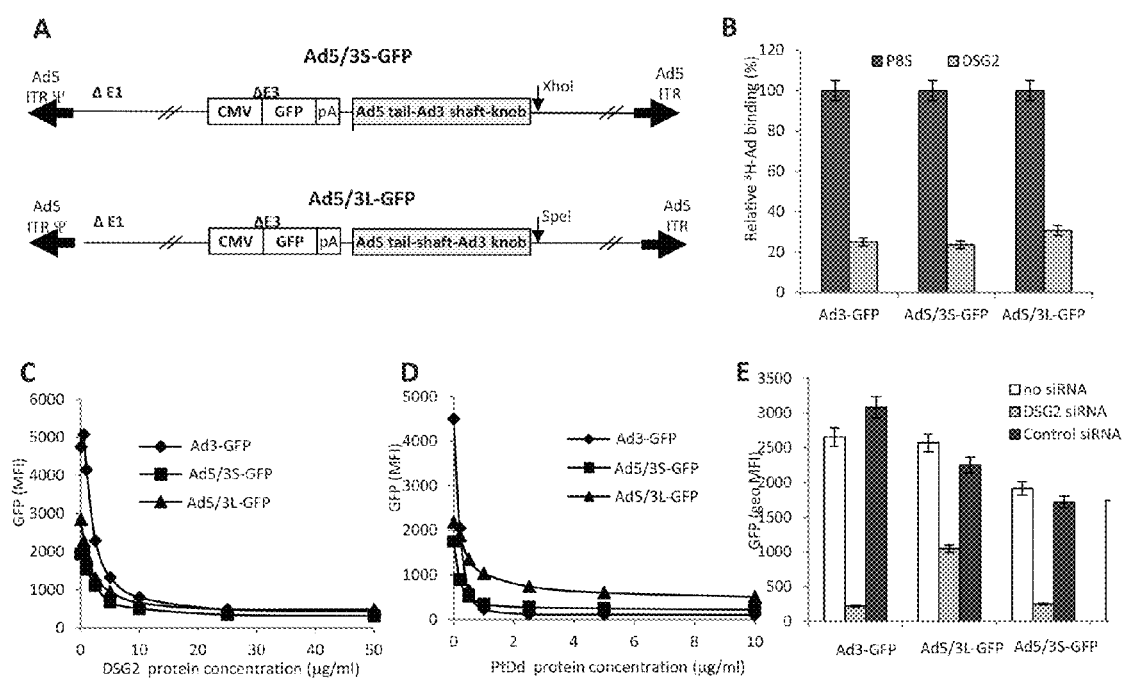 A
Ad5/3S-GFP
Ad5
ITR Ψ
Δ E1
ΔE3
CMV GFP pA
Ad5 tail-Ad3 shaft-knob
XhoI
Ad5
ITR
Ad5/3L-GFP
Ad5
ITR Ψ
Δ E1
ΔE3
CMV GFP pA
Ad5 tail-shaft-Ad3 knob
SpeI
Ad5
ITR
B
Relative ³H-Ad binding (%)
120
100
80
60
40
20
0
PBS DSG2
Ad3-GFP Ad5/3S-GFP Ad5/3L-GFP
C
GFP (MFI)
6000
5000
4000
3000
2000
1000
0
Ad3-GFP
Ad5/3S-GFP
Ad5/3L-GFP
0 10 20 30 40 50
DSG2 protein concentration (µg/ml)
D
GFP (MFI)
5000
4000
3000
2000
1000
0
Ad3-GFP
Ad5/3S-GFP
Ad5/3L-GFP
0 2 4 6 8 10
PtDd protein concentration (µg/ml)
E
GFP (geo MFI)
3500
3000
2500
2000
1500
1000
500
0
no siRNA
DSG2 siRNA
Control siRNA
Ad3-GFP Ad5/3L-GFP Ad5/3S-GFP